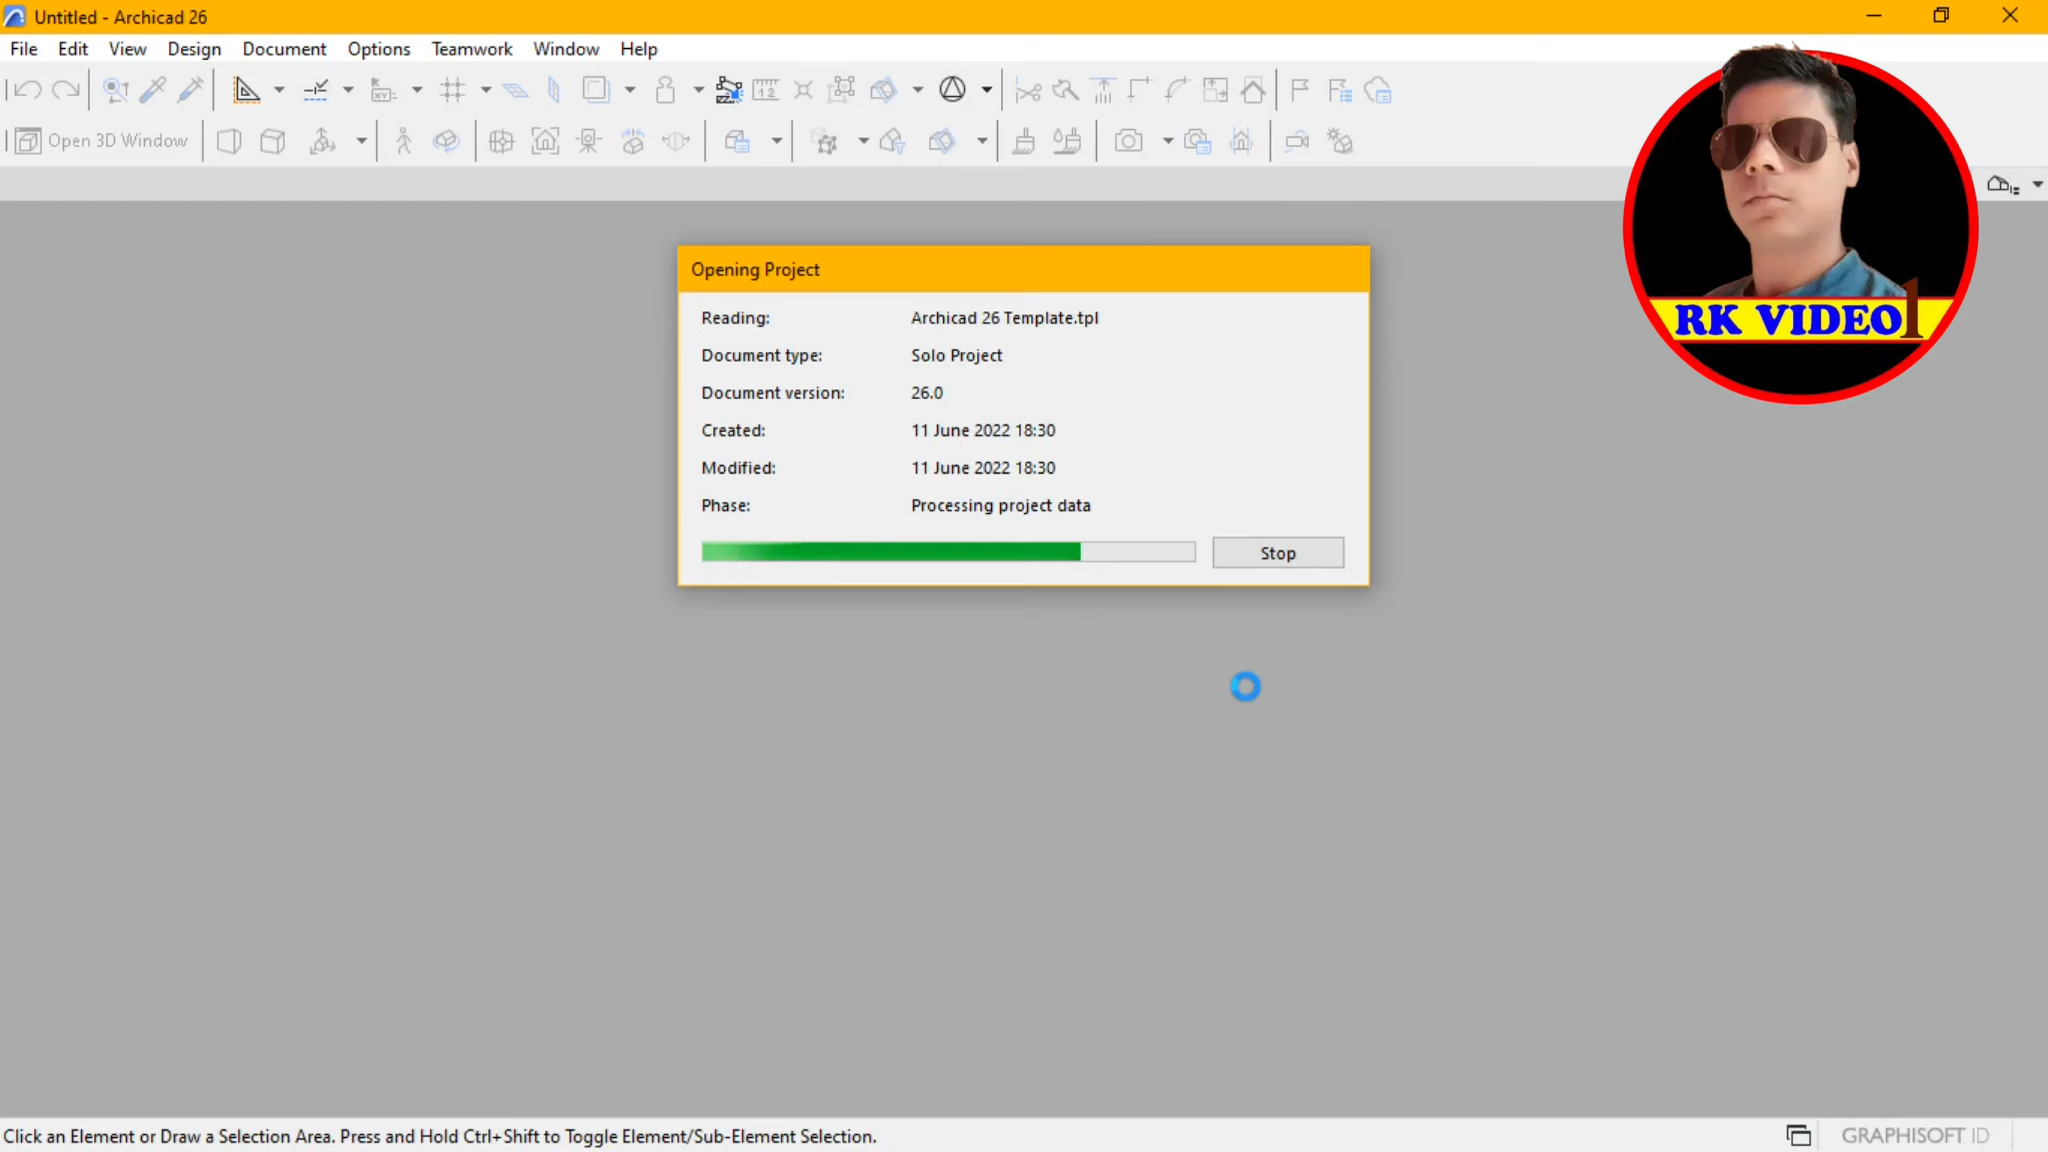 Untitled - Archicad 26
File Edit View Design Document Options Teamwork Window Help
Open 3D Window
RK VIDEO1
Opening Project
Reading: Archicad 26 Template.tpl
Document type: Solo Project
Document version: 26.0
Created: 11 June 2022 18:30
Modified: 11 June 2022 18:30
Phase: Processing project data
Stop
Click an Element or Draw a Selection Area. Press and Hold Ctrl+Shift to Toggle Element/Sub-Element Selection.
GRAPHISOFT ID